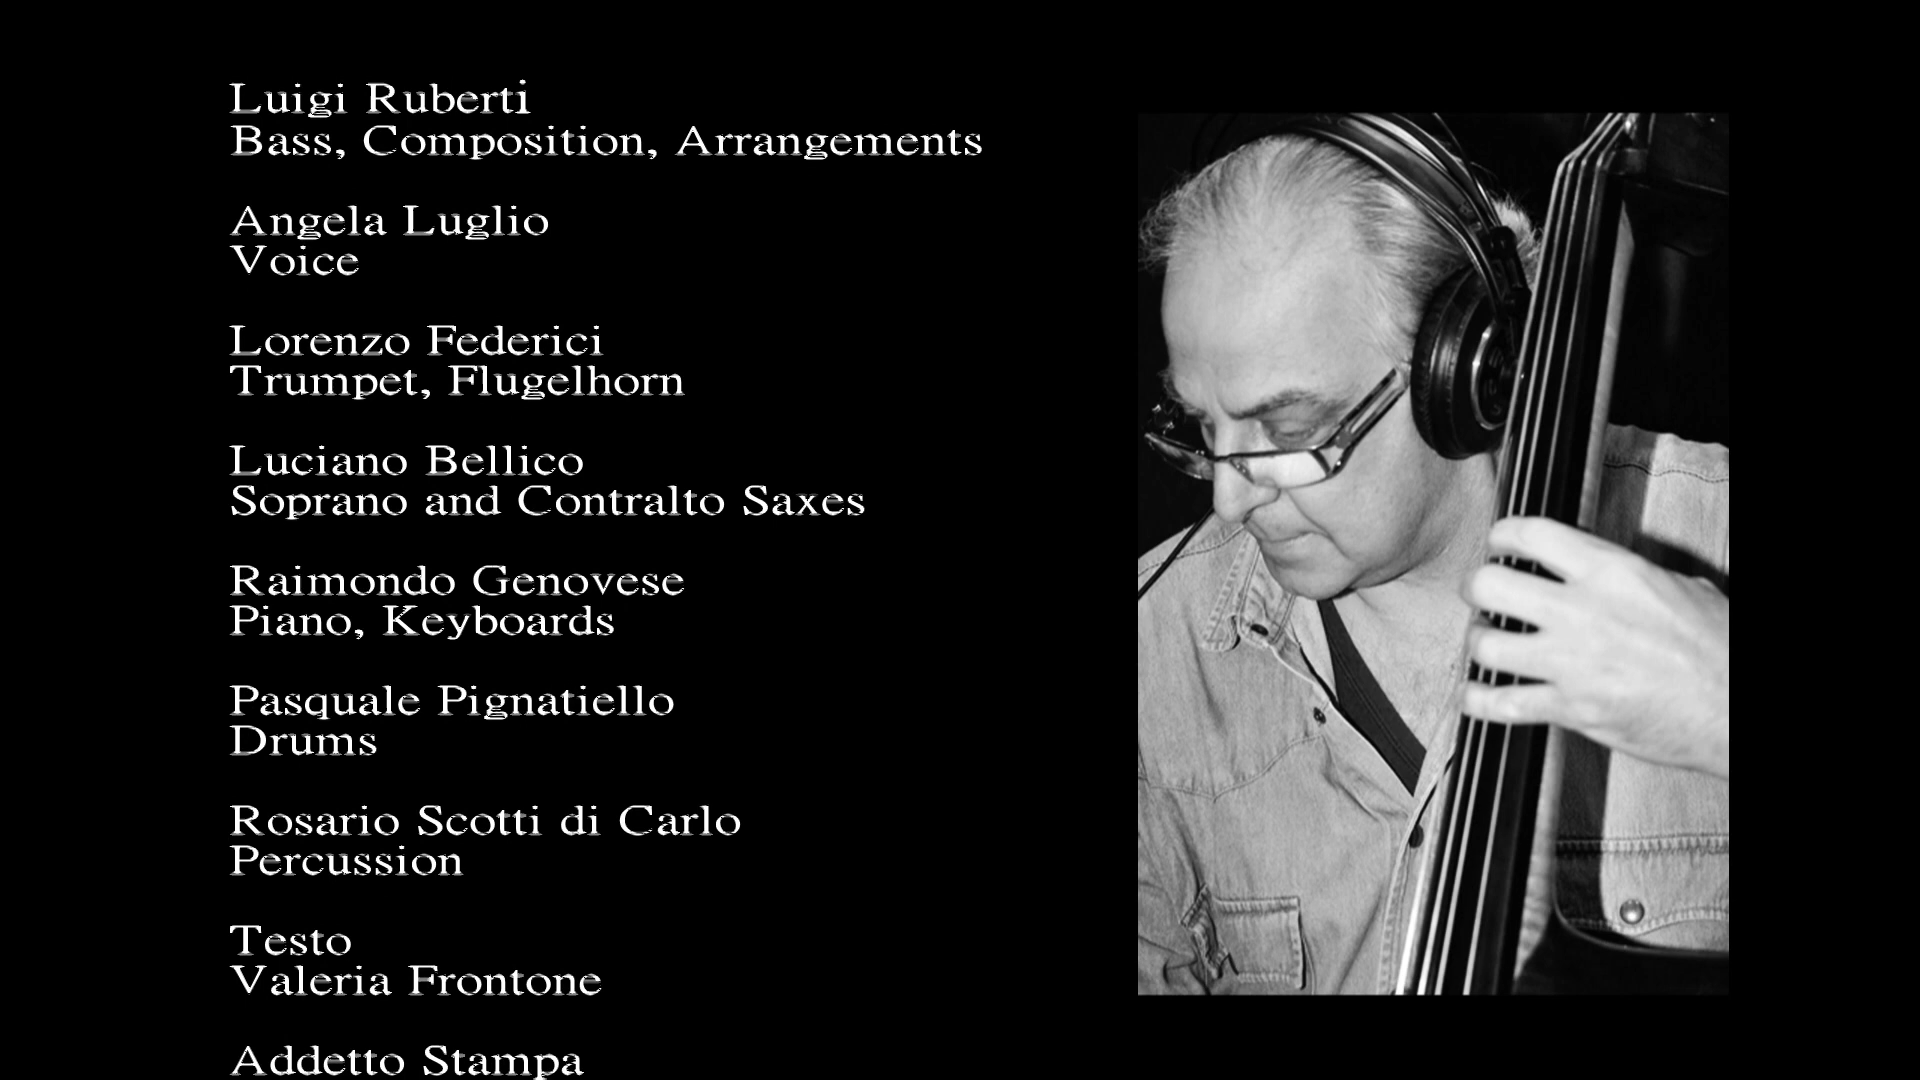 Luigi Ruberti
Bass, Composition, Arrangements
Angela Luglio
Voice
Lorenzo Federici
Trumpet, Flugelhorn
Luciano Bellico
Soprano and Contralto Saxes
Raimondo Genovese
Piano, Keyboards
Pasquale Pignatiello
Drums
Rosario Scotti di Carlo
Percussion
Testo
Valeria Frontone
Addetto Stampa